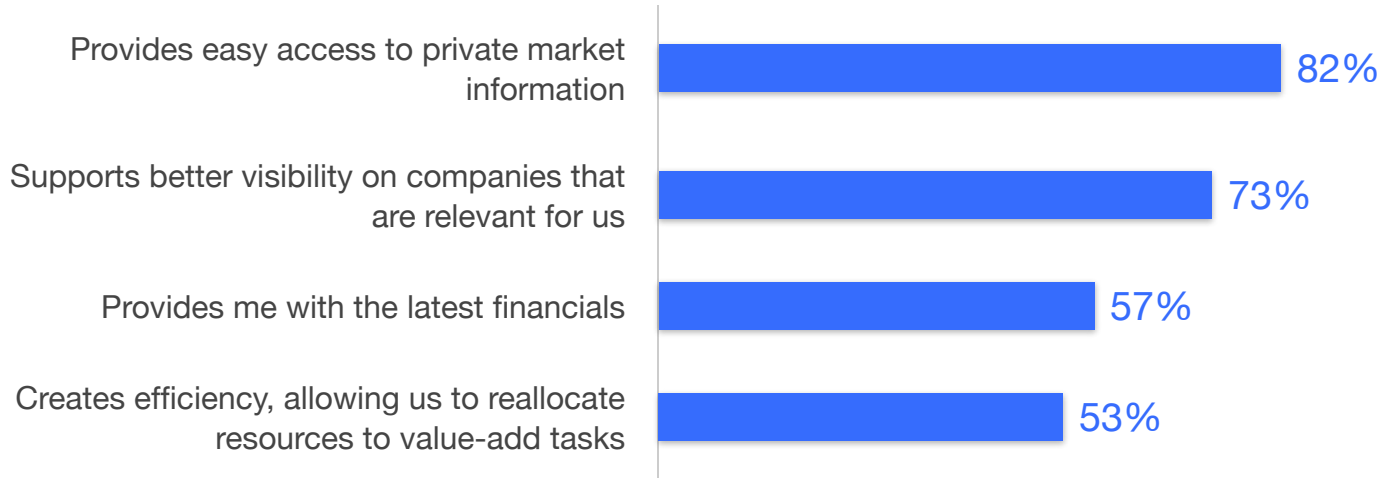 Provides easy access to private market
information
82%
Supports better visibility on companies that
are relevant for us
73%
Provides me with the latest financials
57%
Creates efficiency, allowing us to reallocate
resources to value-add tasks
53%